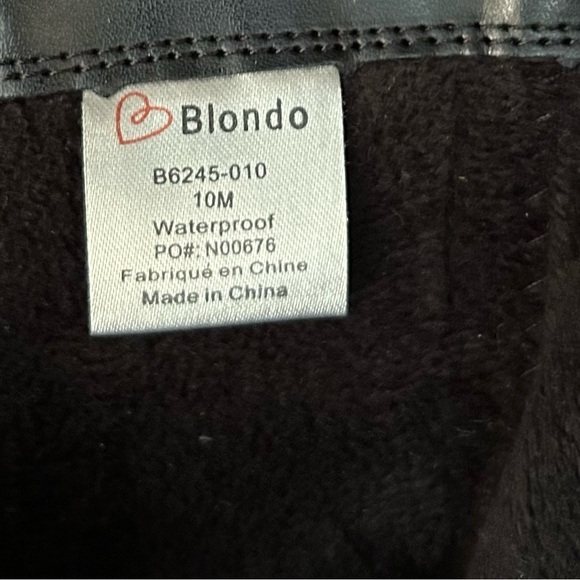 Blondo
B6245-010
10M
Waterproof
PO#: N00676
Fabriqué en Chine
Made in China